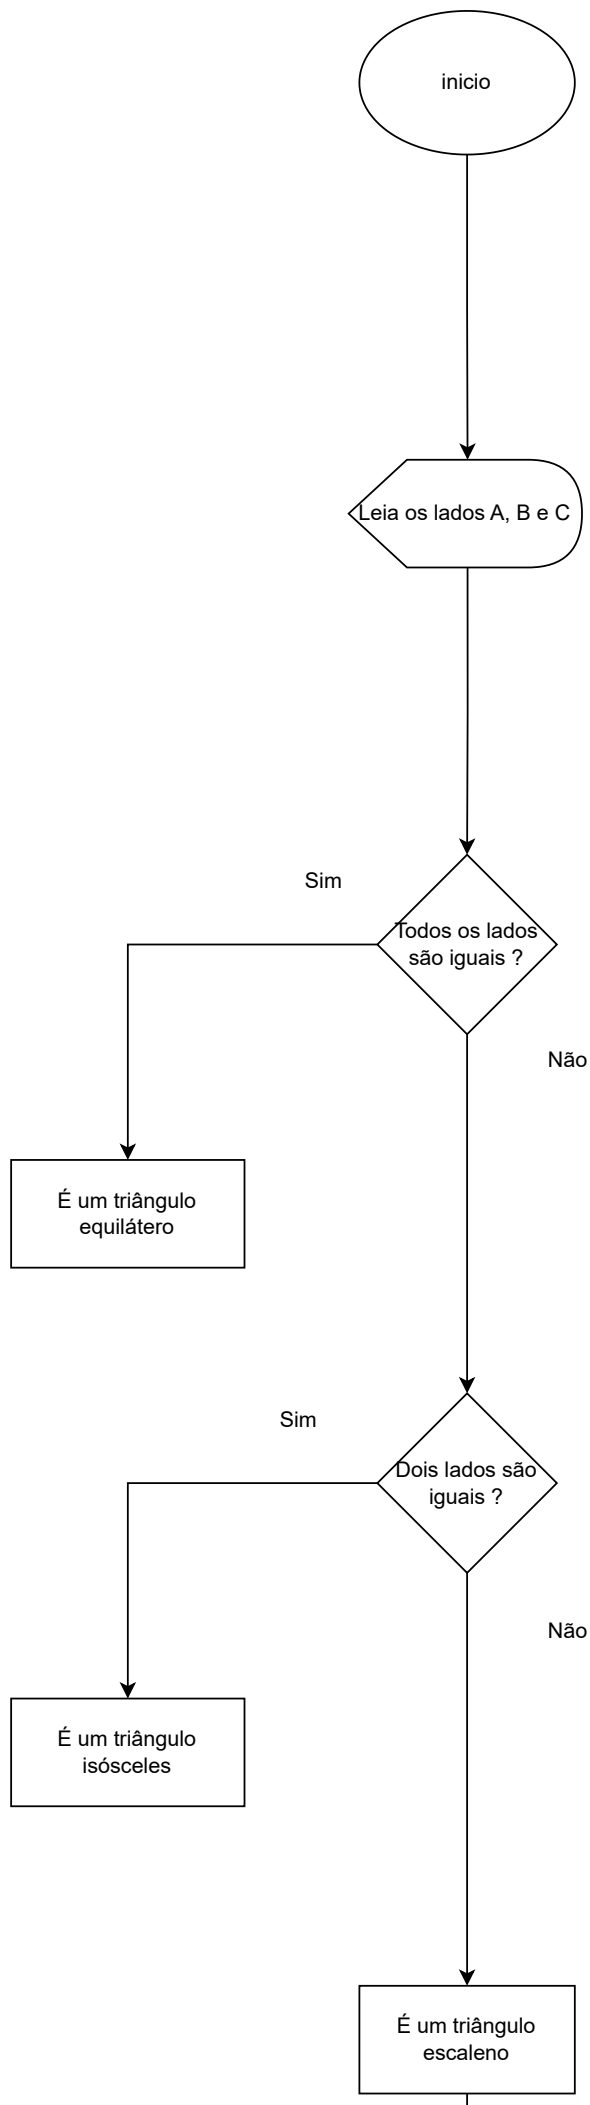 inicio
Leia os lados A, B e C
Sim
Todos os lados
são iguais ?
Não
É um triângulo
equilátero
Sim
Dois lados são
iguais ?
Não
É um triângulo
isósceles
É um triângulo
escaleno